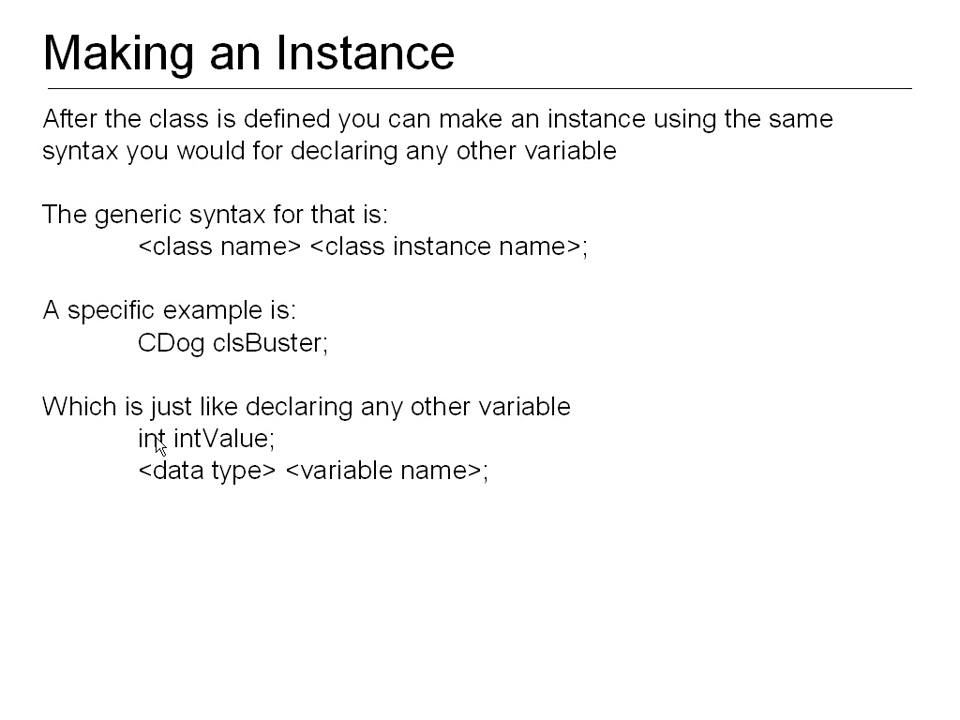 Making an Instance
After the class is defined you can make an instance using the same
syntax you would for declaring any other variable
The generic syntax for that is:
<class name> <class instance name>;
A specific example is:
CDog clsBuster;
Which is just like declaring any other variable
int intValue;
<data type> <variable name>;